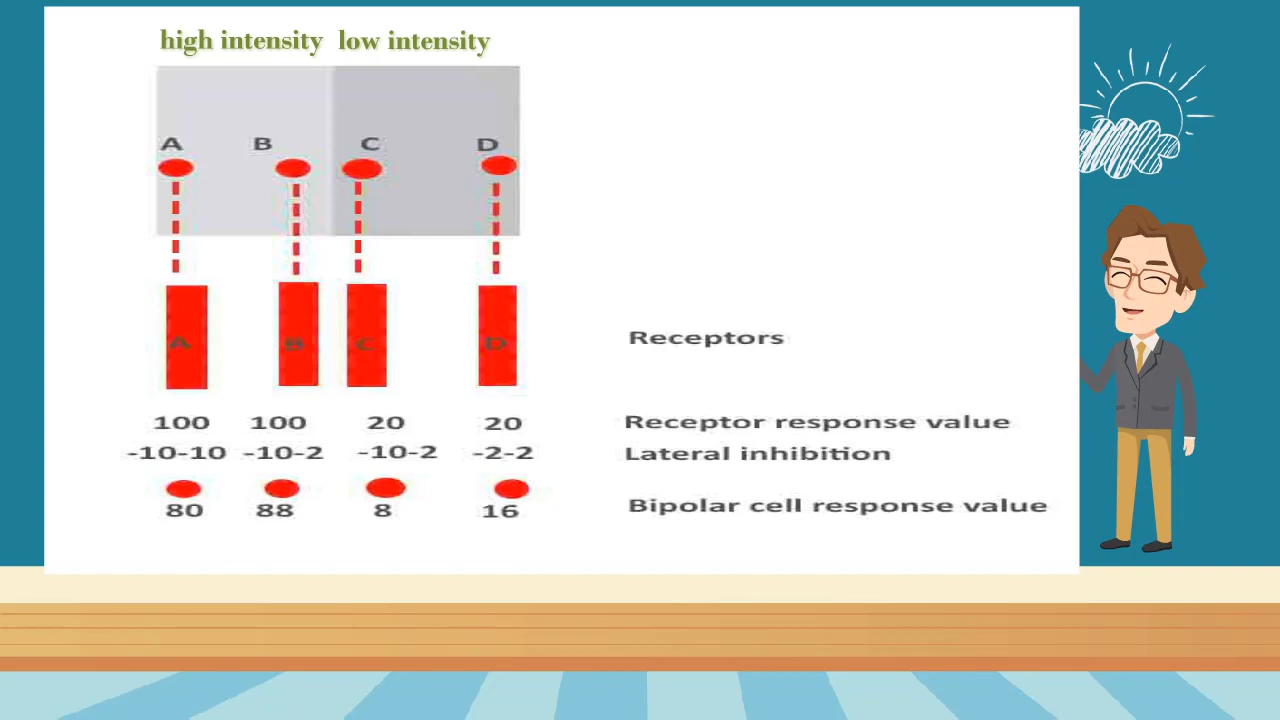 high intensity low intensity
A B C D
A B C D Receptors
100 100 20 20 Receptor response value
-10-10 -10-2 -10-2 -2-2 Lateral inhibition
80 88 8 16 Bipolar cell response value